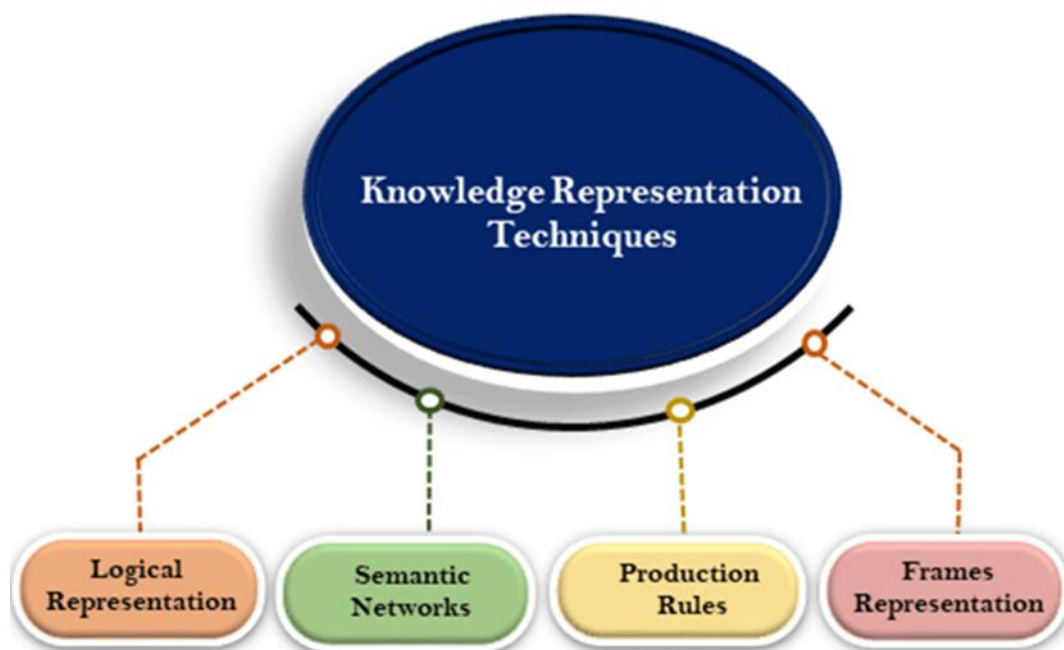 Knowledge Representation
Techniques
Logical
Representation
Semantic
Networks
Production
Rules
Frames
Representation